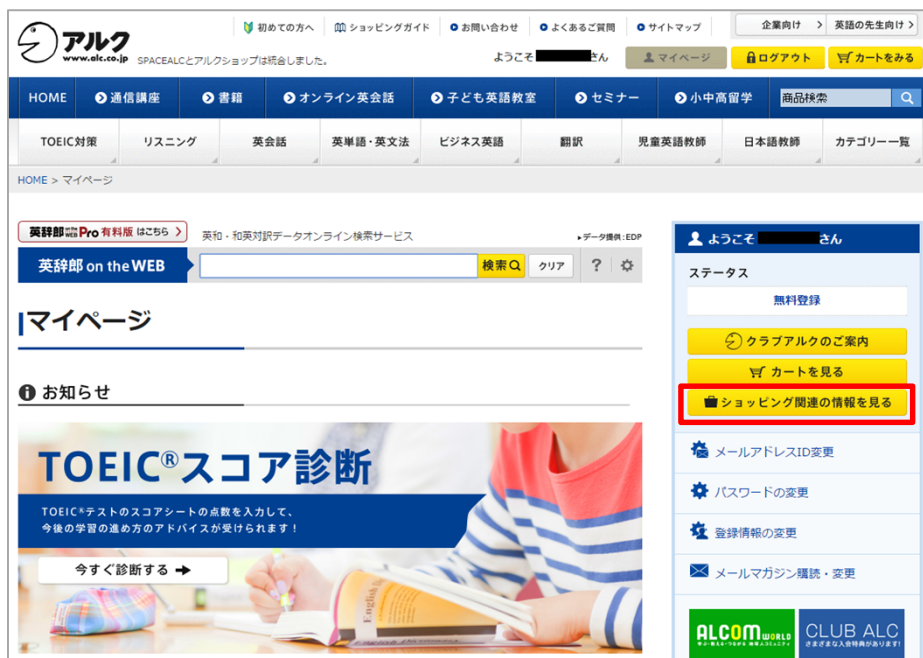 アルク
www.alc.co.jp
SPACEALCとアルクショップは統合しました。
初めての方へ
ショッピングガイド
お問い合わせ
よくあるご質問
サイトマップ
企業向け
英語の先生向け
ようこそ さん
マイページ
ログアウト
カートをみる
HOME
通信講座
書籍
オンライン英会話
子ども英語教室
セミナー
小中高留学
商品検索
TOEIC対策
リスニング
英会話
英単語・英文法
ビジネス英語
翻訳
児童英語教師
日本語教師
カテゴリー一覧
HOME > マイページ
英辞郎 on the WEB Pro 有料版 はこちら
英和・和英対訳データオンライン検索サービス
データ提供:EDP
英辞郎 on the WEB
検索
クリア
?
マイページ
お知らせ
TOEIC®スコア診断
TOEIC®テストのスコアシートの点数を入力して、
今後の学習の進め方のアドバイスが受けられます!
今すぐ診断する
English
ようこそ さん
ステータス
無料登録
クラブアルクのご案内
カートを見る
ショッピング関連の情報を見る
メールアドレスID変更
パスワードの変更
登録情報の変更
メールマガジン購読・変更
ALCOM WORLD
CLUB ALC
さまざまな入会特典があります!